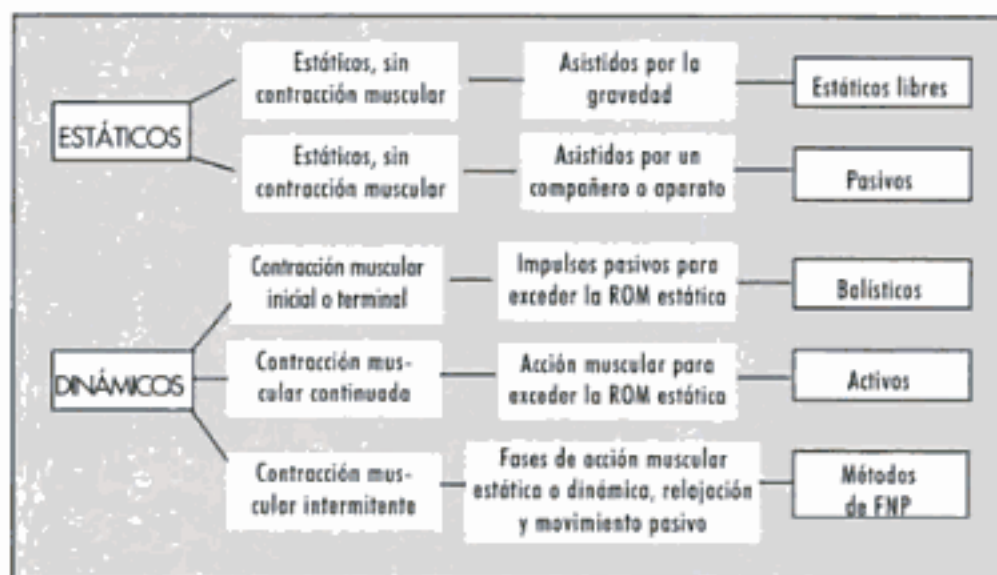 Estáticos, sin
contracción muscular
Asistidos por la
gravedad
Estáticos libres
ESTÁTICOS
Estáticos, sin
contracción muscular
Asistidos por un
compañero o aparato
Pasivos
Contracción muscular
inicial o terminal
Impulsos pasivos para
exceder la ROM estática
Balísticos
DINÁMICOS
Contracción mus-
cular continuada
Acción muscular para
exceder la ROM estática
Activos
Contracción mus-
cular intermitente
Fases de acción muscular
estática o dinámica, relajación
y movimiento pasivo
Métodos
de FNP